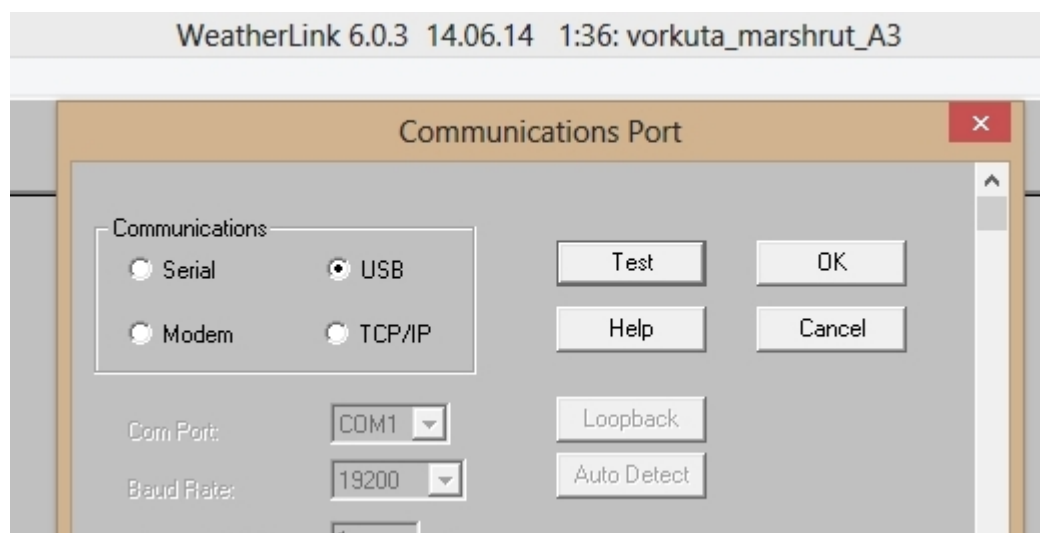 WeatherLink 6.0.3 14.06.14 1:36: vorkuta_marshrut_A3
Communications Port
Communications
Serial USB Test OK
Modem TCP/IP Help Cancel
Com Port: COM1 Loopback
Baud Rate: 19200 Auto Detect